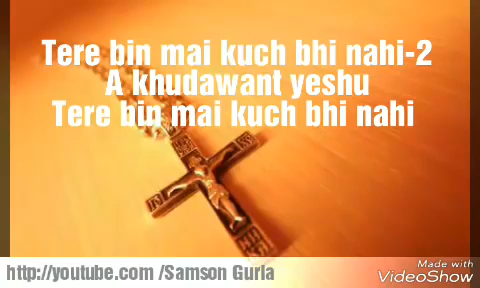 Tere bin mai kuch bhi nahi-2
A khudawant yeshu
Tere bin mai kuch bhi nahi
http://youtube.com /Samson Gurla
Made with
VideoShow